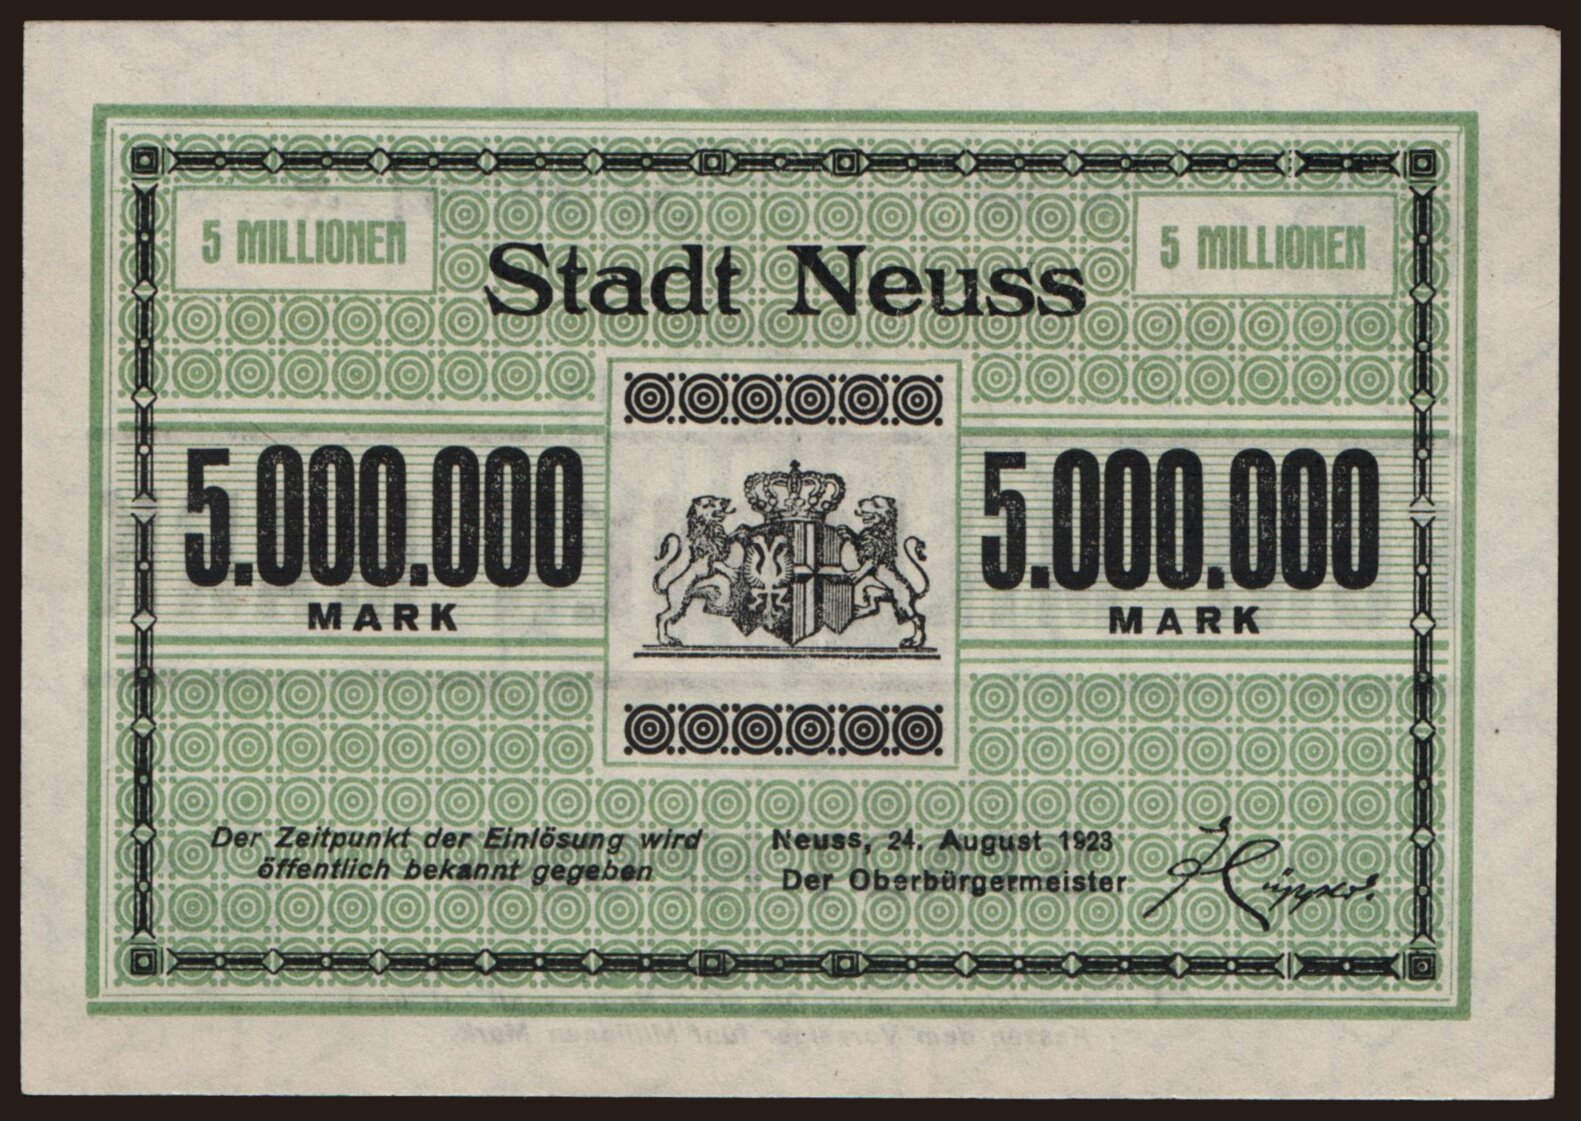 5 MILLIONEN
5 MILLIONEN
Stadt Neuss
5.000.000
MARK
5.000.000
MARK
Der Zeitpunkt der Einlösung wird
öffentlich bekannt gegeben
Neuss, 24. August 1923
Der Oberbürgermeister